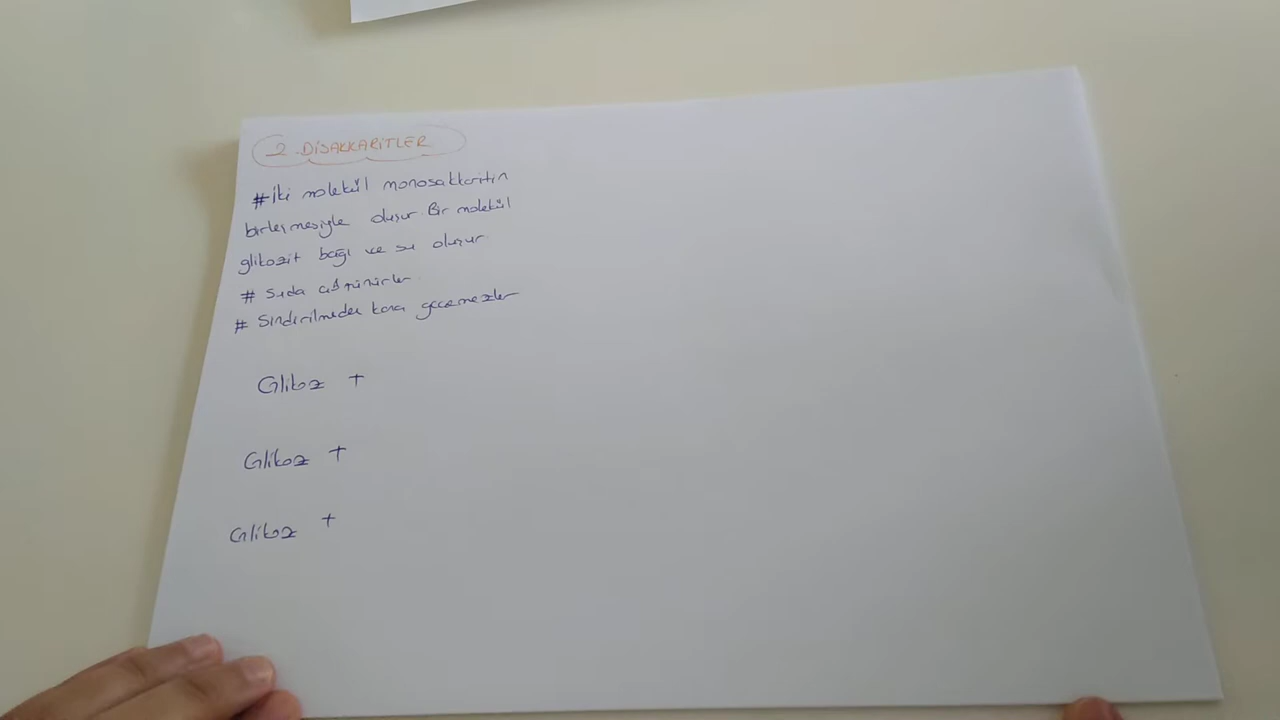 2. DİSAKKARİTLER
# İki molekül monosakkaritin
birleşmesiyle oluşur. Bir molekül
glikozit bağı ve su oluşur
# Suda çözünürler
# Sindirilmeden kana geçemezler
Glikoz +
Glikoz +
Glikoz +